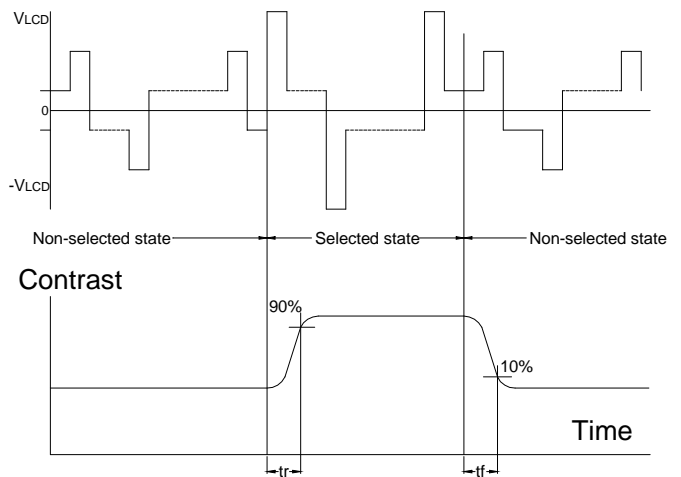 VLCD
0
-VLCD
Non-selected state
Selected state
Non-selected state
Contrast
90%
10%
Time
tr
tf